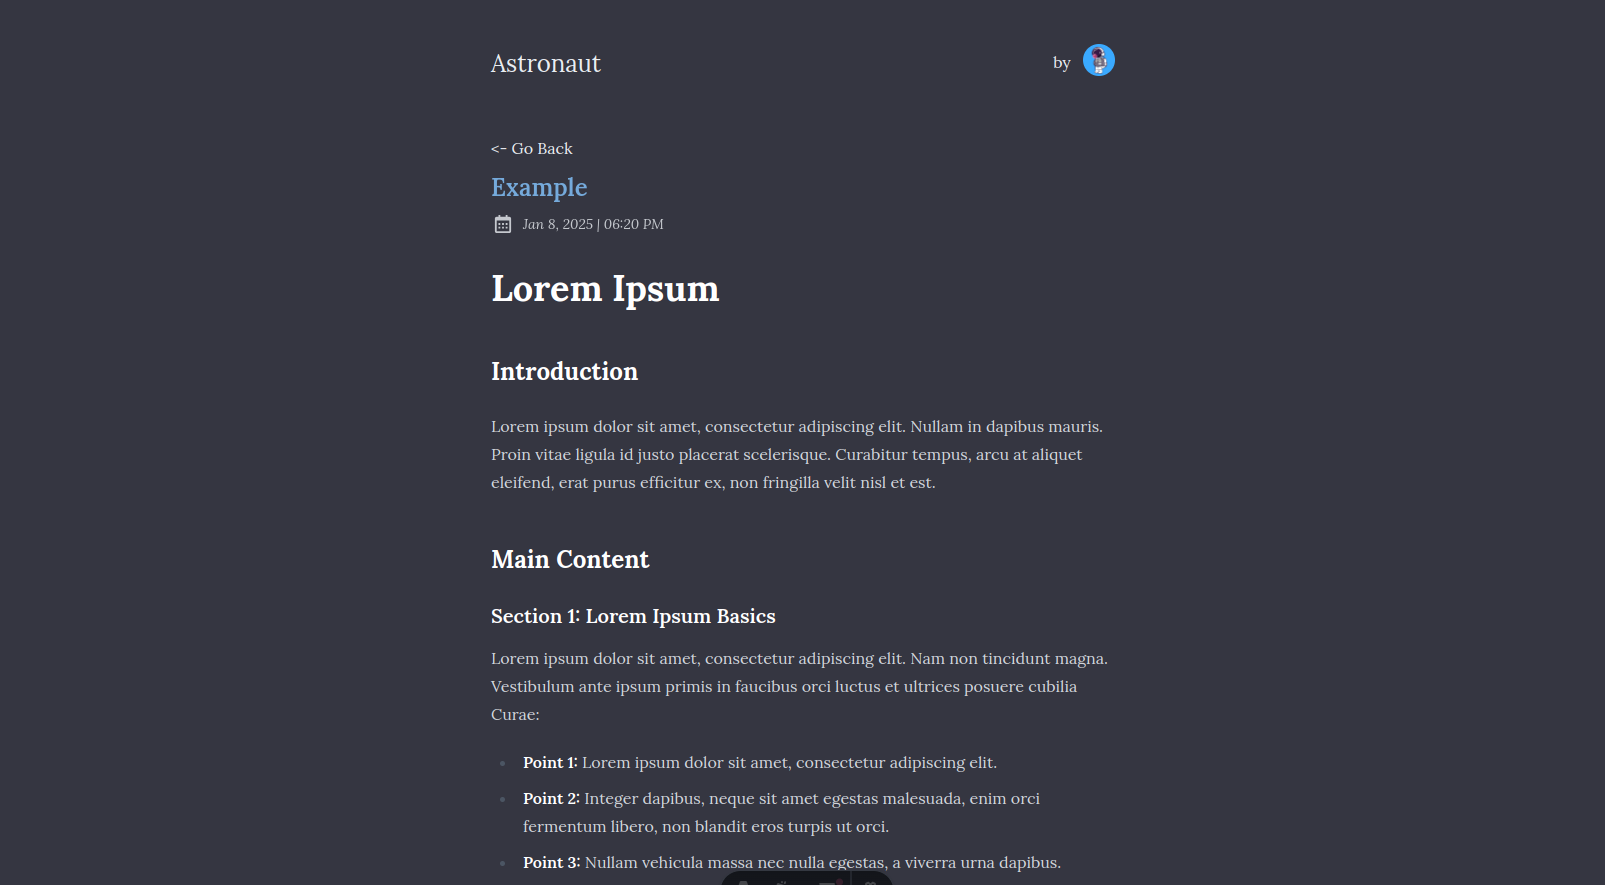 Astronaut
by
<- Go Back
Example
Jan 8, 2025 | 06:20 PM
Lorem Ipsum
Introduction
Lorem ipsum dolor sit amet, consectetur adipiscing elit. Nullam in dapibus mauris.
Proin vitae ligula id justo placerat scelerisque. Curabitur tempus, arcu at aliquet
eleifend, erat purus efficitur ex, non fringilla velit nisl et est.
Main Content
Section 1: Lorem Ipsum Basics
Lorem ipsum dolor sit amet, consectetur adipiscing elit. Nam non tincidunt magna.
Vestibulum ante ipsum primis in faucibus orci luctus et ultrices posuere cubilia
Curae:
Point 1: Lorem ipsum dolor sit amet, consectetur adipiscing elit.
Point 2: Integer dapibus, neque sit amet egestas malesuada, enim orci
fermentum libero, non blandit eros turpis ut orci.
Point 3: Nullam vehicula massa nec nulla egestas, a viverra urna dapibus.